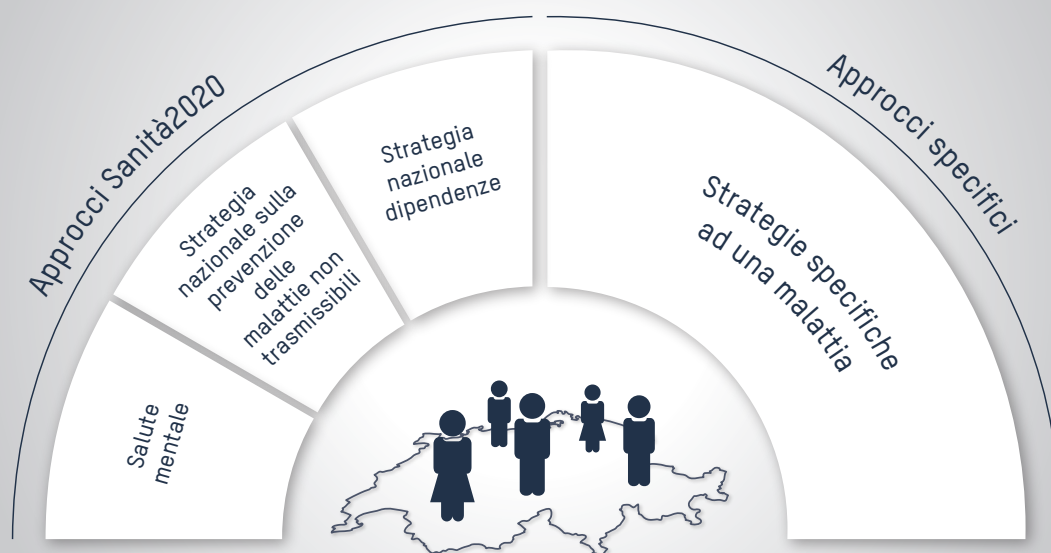 Approcci Sanità2020
Salute
mentale
Strategia
nazionale sulla
prevenzione
delle
malattie non
trasmissibili
Strategia
nazionale
dipendenze
Approcci specifici
Strategie specifiche
ad una malattia